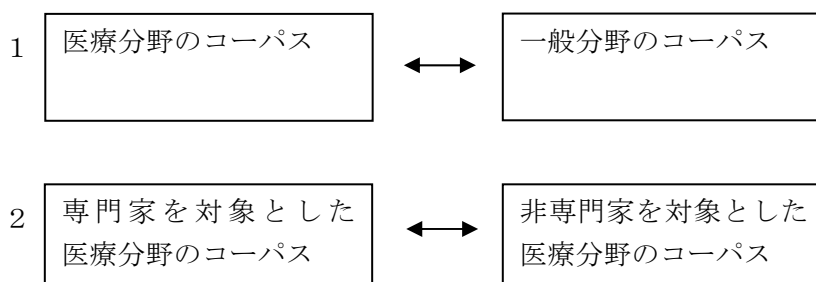 1 医療分野のコーパス 一般分野のコーパス
2 専門家を対象とした 非専門家を対象とした
医療分野のコーパス 医療分野のコーパス